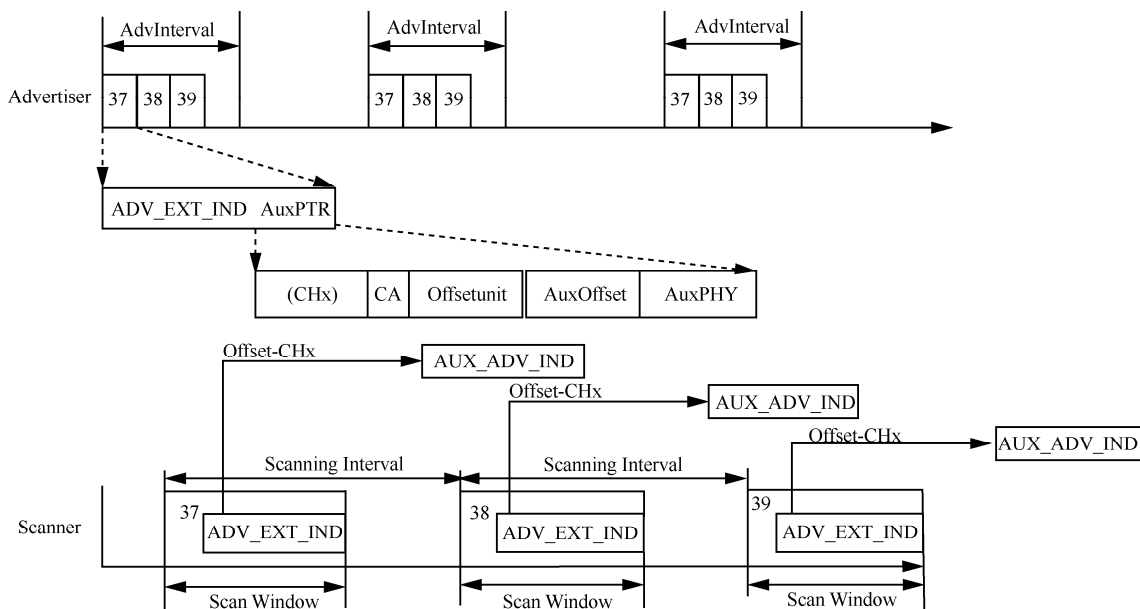 AdvInterval
AdvInterval
AdvInterval
Advertiser
37 38 39
37 38 39
37 38 39
ADV_EXT_IND AuxPTR
(CHx) CA Offsetunit AuxOffset AuxPHY
Offset-CHx
AUX_ADV_IND
Offset-CHx
AUX_ADV_IND
Offset-CHx
AUX_ADV_IND
Scanning Interval
Scanning Interval
Scanner
37
ADV_EXT_IND
38
ADV_EXT_IND
39
ADV_EXT_IND
Scan Window
Scan Window
Scan Window